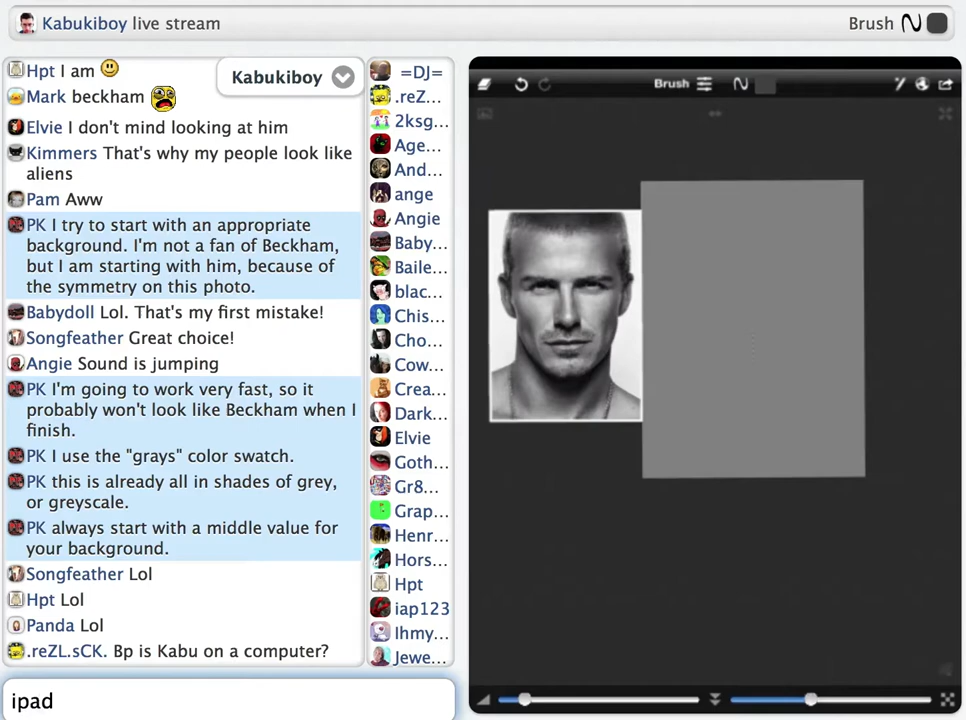 Kabukiboy live stream
Brush
Hpt I am
Kabukiboy
Mark beckham
Elvie I don't mind looking at him
Kimmers That's why my people look like
aliens
Pam Aww
PK I try to start with an appropriate
background. I'm not a fan of Beckham,
but I am starting with him, because of
the symmetry on this photo.
Babydoll Lol. That's my first mistake!
Songfeather Great choice!
Angie Sound is jumping
PK I'm going to work very fast, so it
probably won't look like Beckham when I
finish.
PK I use the "grays" color swatch.
PK this is already all in shades of grey,
or greyscale.
PK always start with a middle value for
your background.
Songfeather Lol
Hpt Lol
Panda Lol
.reZL.sCK. Bp is Kabu on a computer?
ipad
=DJ=
.reZ...
2ksg...
Age...
And...
ange
Angie
Baby...
Baile...
blac...
Chis...
Cho...
Cow...
Crea...
Dark...
Elvie
Goth...
Gr8...
Grap...
Henr...
Hors...
Hpt
iap123
Ihmy...
Jewe...
Brush